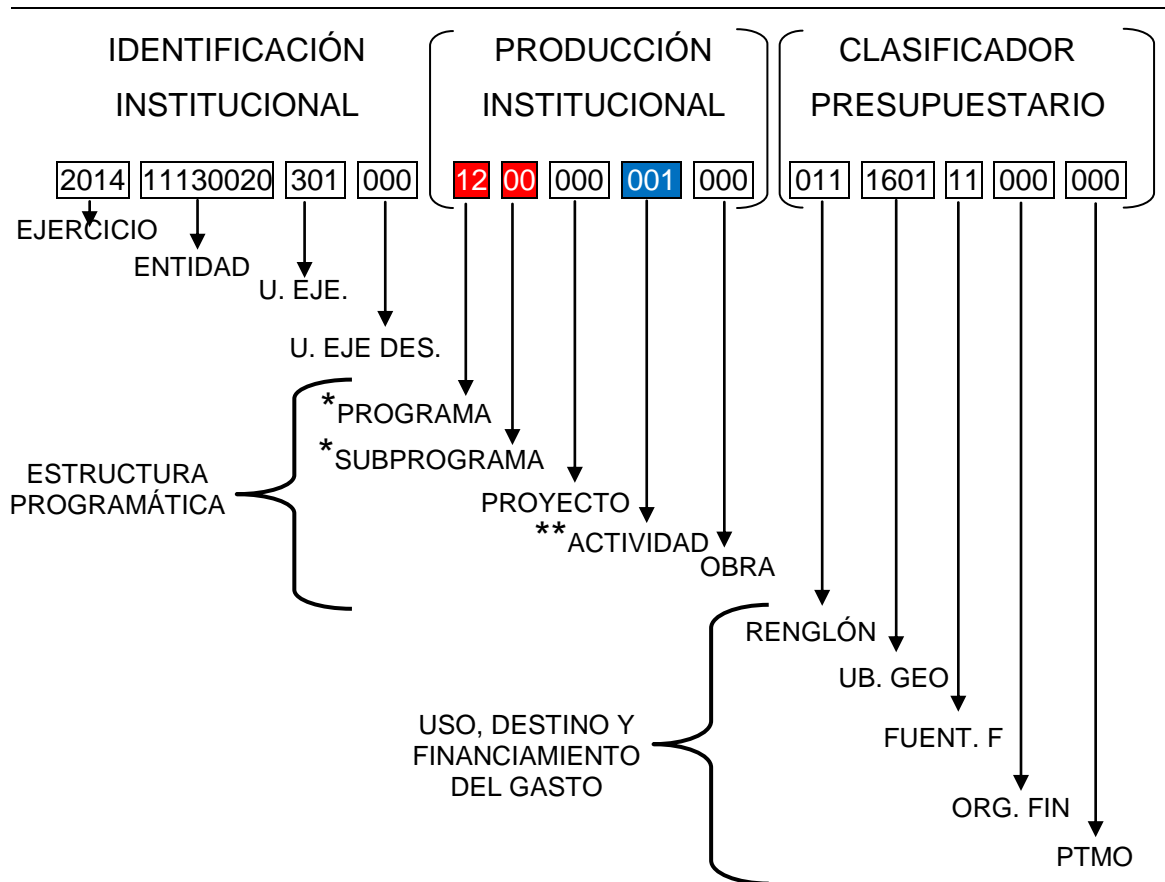 IDENTIFICACIÓN INSTITUCIONAL
PRODUCCIÓN INSTITUCIONAL
CLASIFICADOR PRESUPUESTARIO
2014 11130020 301 000 12 00 000 001 000 011 1601 11 000 000
EJERCICIO
ENTIDAD
U. EJE.
U. EJE DES.
*PROGRAMA
*SUBPROGRAMA
ESTRUCTURA
PROGRAMÁTICA
PROYECTO
**ACTIVIDAD
OBRA
RENGLÓN
UB. GEO
USO, DESTINO Y
FINANCIAMIENTO
DEL GASTO
FUENT. F
ORG. FIN
PTMO